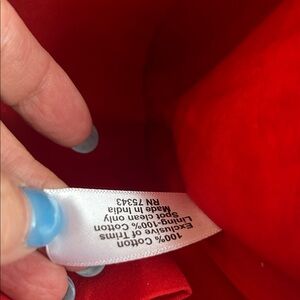 100% Cotton
Exclusive of Trims
Lining-100% Cotton
Spot clean only
Made in India
RN 75343